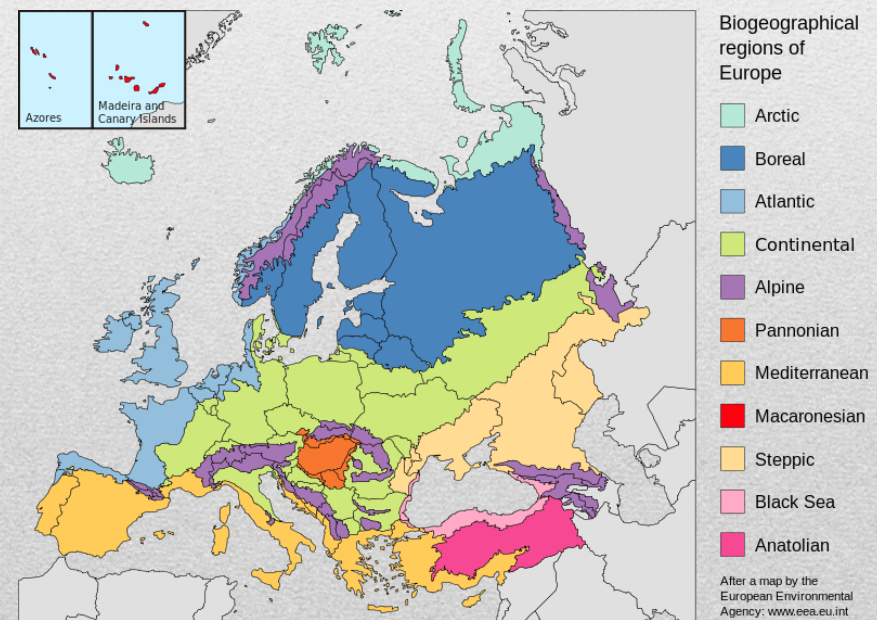 Azores
Madeira and
Canary Islands
Biogeographical
regions of
Europe
Arctic
Boreal
Atlantic
Continental
Alpine
Pannonian
Mediterranean
Macaronesian
Steppic
Black Sea
Anatolian
After a map by the
European Environmental
Agency: www.eea.eu.int